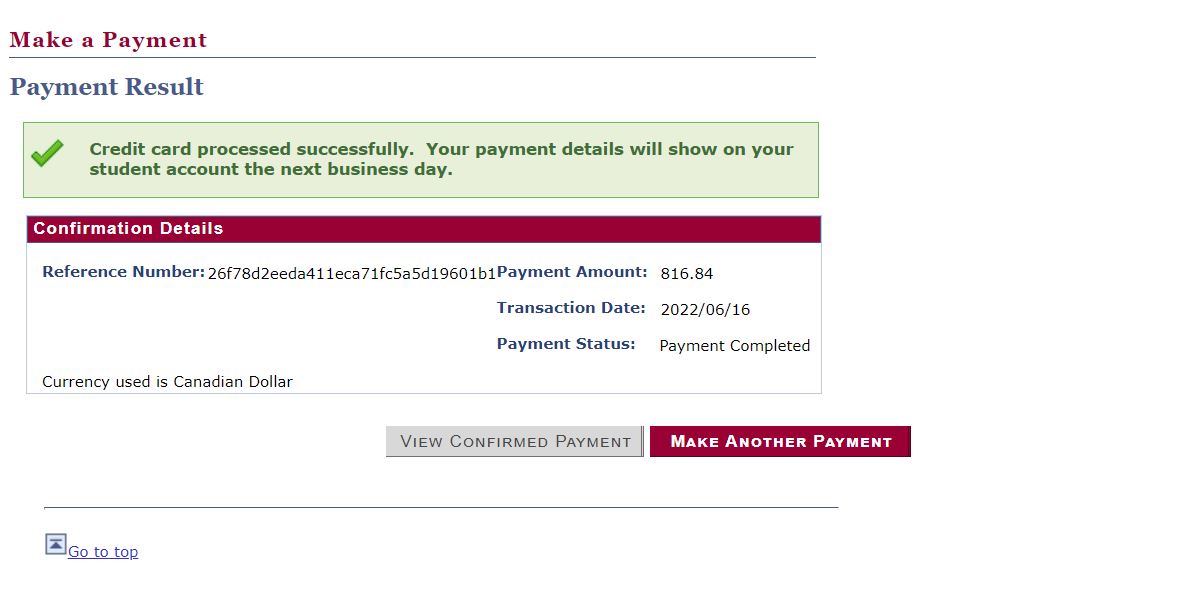 Make a Payment
Payment Result
Credit card processed successfully.  Your payment details will show on your
student account the next business day.
Confirmation Details
Reference Number: 26f78d2eeda411eca71fc5a5d19601b1 Payment Amount: 816.84
Transaction Date: 2022/06/16
Payment Status: Payment Completed
Currency used is Canadian Dollar
VIEW CONFIRMED PAYMENT MAKE ANOTHER PAYMENT
Go to top